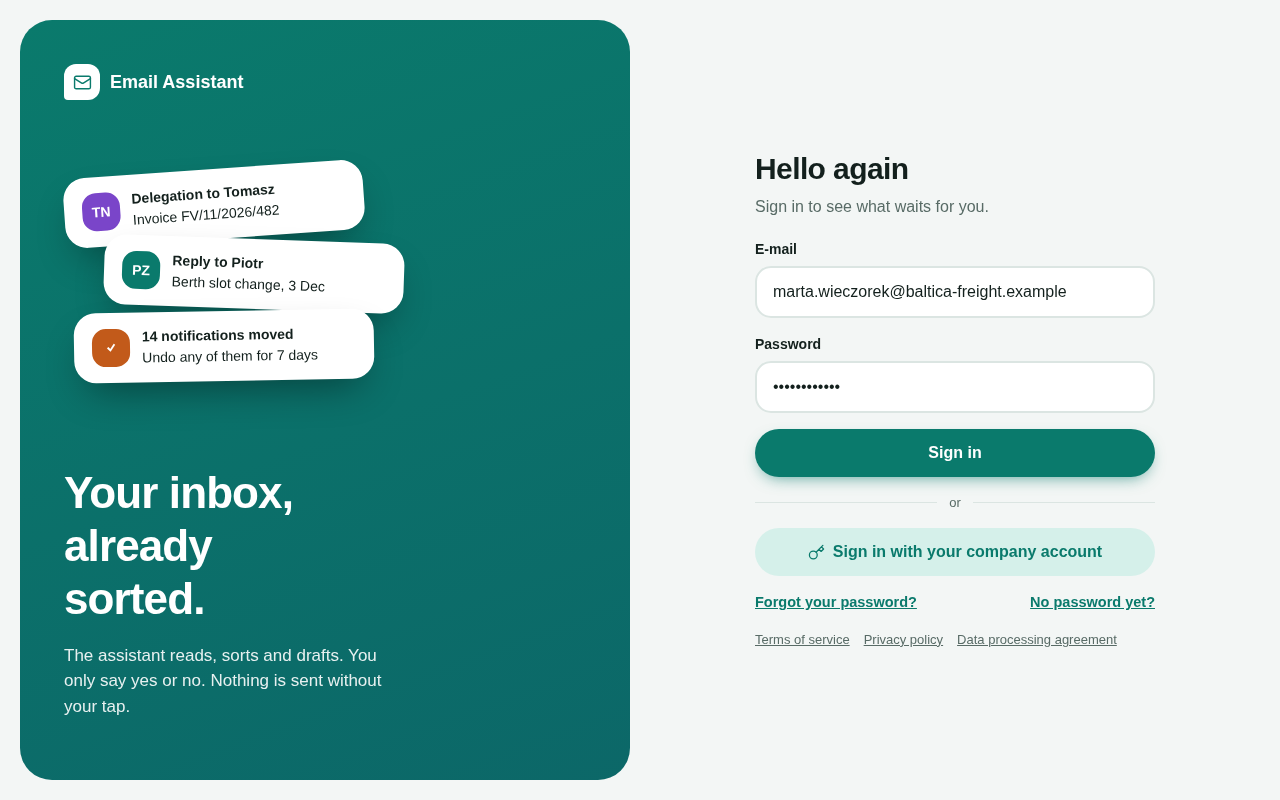 Email Assistant
TN
Delegation to Tomasz
Invoice FV/11/2026/482
PZ
Reply to Piotr
Berth slot change, 3 Dec
14 notifications moved
Undo any of them for 7 days
Your inbox,
already
sorted.
The assistant reads, sorts and drafts. You
only say yes or no. Nothing is sent without
your tap.
Hello again
Sign in to see what waits for you.
E-mail
marta.wieczorek@baltica-freight.example
Password
••••••••••••
Sign in
or
Sign in with your company account
Forgot your password? No password yet?
Terms of service Privacy policy Data processing agreement